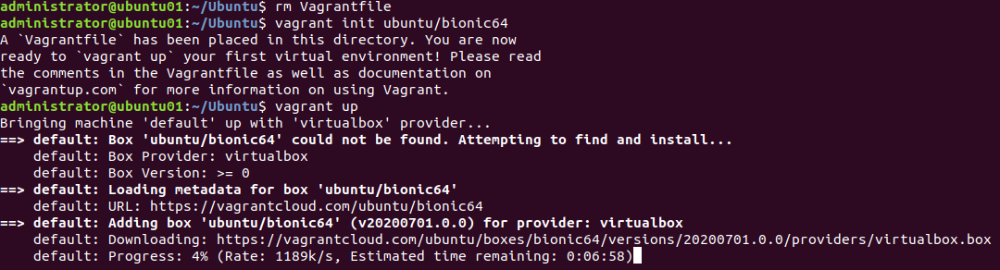 administrator@ubuntu01:~/Ubuntu$ rm Vagrantfile
administrator@ubuntu01:~/Ubuntu$ vagrant init ubuntu/bionic64
A `Vagrantfile` has been placed in this directory. You are now
ready to `vagrant up` your first virtual environment! Please read
the comments in the Vagrantfile as well as documentation on
`vagrantup.com` for more information on using Vagrant.
administrator@ubuntu01:~/Ubuntu$ vagrant up
Bringing machine 'default' up with 'virtualbox' provider...
==> default: Box 'ubuntu/bionic64' could not be found. Attempting to find and install...
    default: Box Provider: virtualbox
    default: Box Version: >= 0
==> default: Loading metadata for box 'ubuntu/bionic64'
    default: URL: https://vagrantcloud.com/ubuntu/bionic64
==> default: Adding box 'ubuntu/bionic64' (v20200701.0.0) for provider: virtualbox
    default: Downloading: https://vagrantcloud.com/ubuntu/boxes/bionic64/versions/20200701.0.0/providers/virtualbox.box
    default: Progress: 4% (Rate: 1189k/s, Estimated time remaining: 0:06:58)